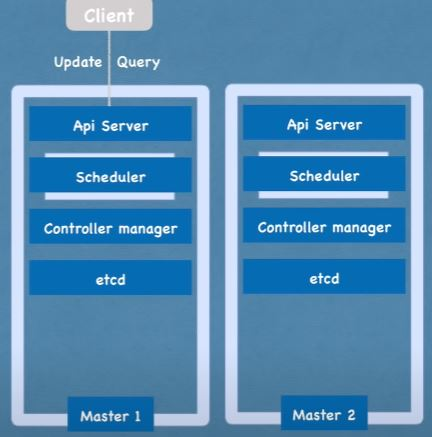 Client
Update Query
Api Server
Scheduler
Controller manager
etcd
Master 1
Api Server
Scheduler
Controller manager
etcd
Master 2